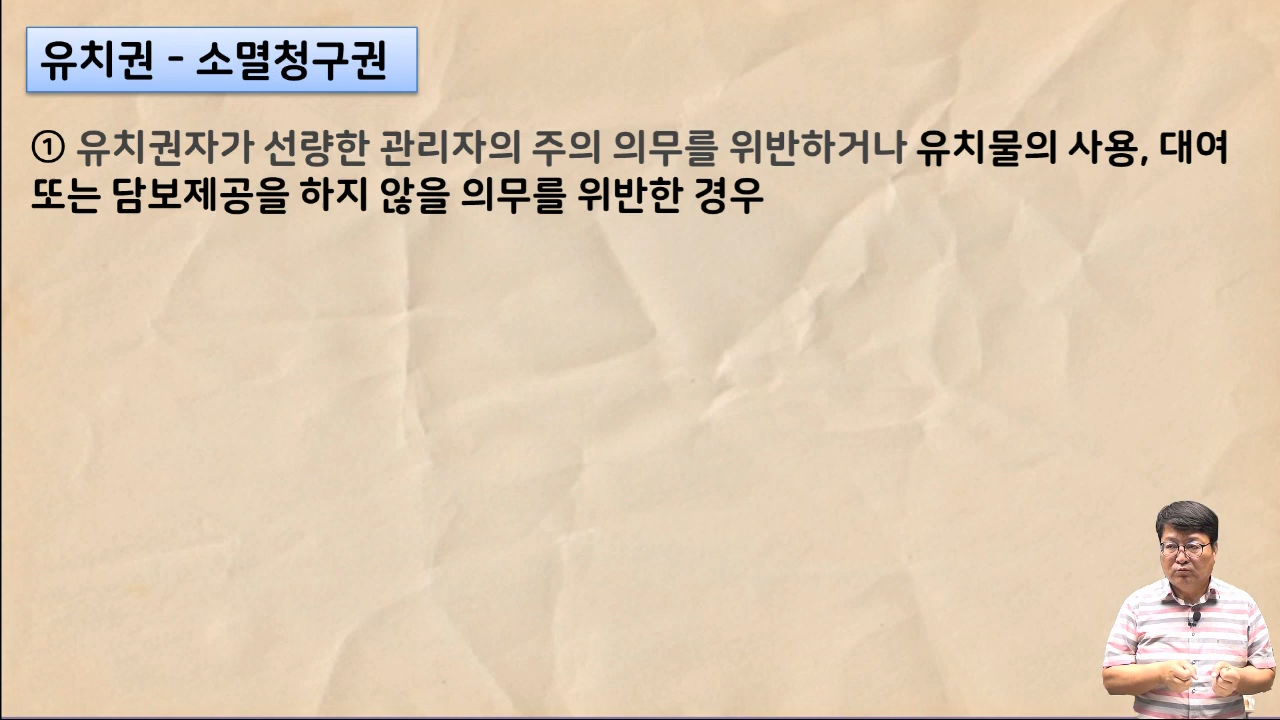 유치권 - 소멸청구권
① 유치권자가 선량한 관리자의 주의 의무를 위반하거나 유치물의 사용, 대여
또는 담보제공을 하지 않을 의무를 위반한 경우